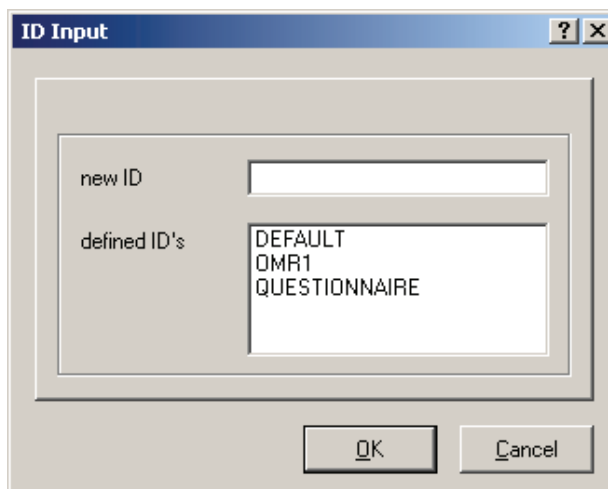 ID Input
new ID
defined ID's
DEFAULT
OMR1
QUESTIONNAIRE
OK
Cancel